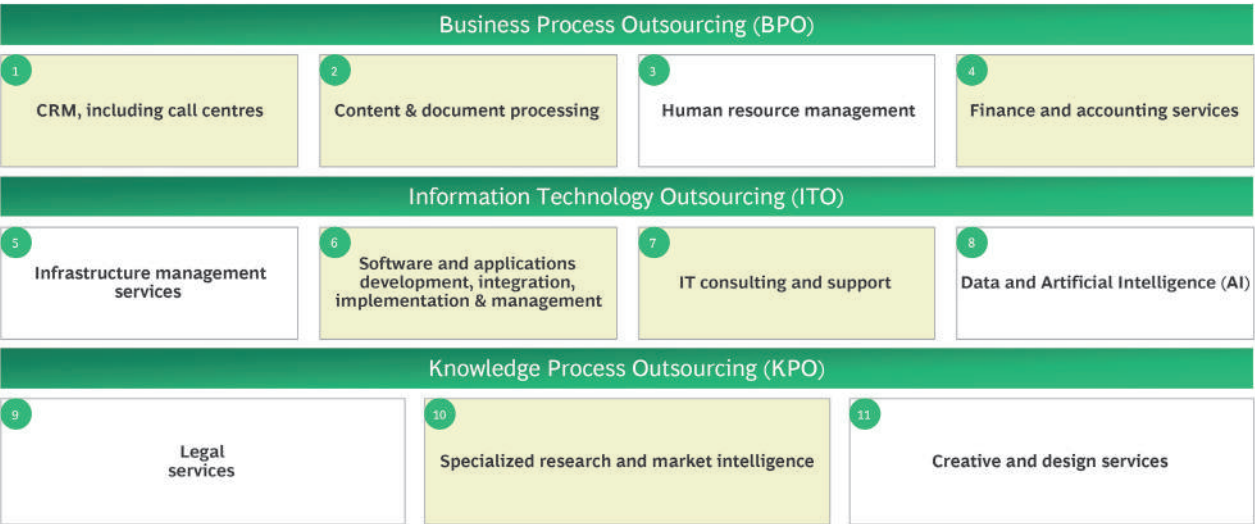 Business Process Outsourcing (BPO)
1
CRM, including call centres
2
Content & document processing
3
Human resource management
4
Finance and accounting services
Information Technology Outsourcing (ITO)
5
Infrastructure management
services
6
Software and applications
development, integration,
implementation & management
7
IT consulting and support
8
Data and Artificial Intelligence (AI)
Knowledge Process Outsourcing (KPO)
9
Legal
services
10
Specialized research and market intelligence
11
Creative and design services